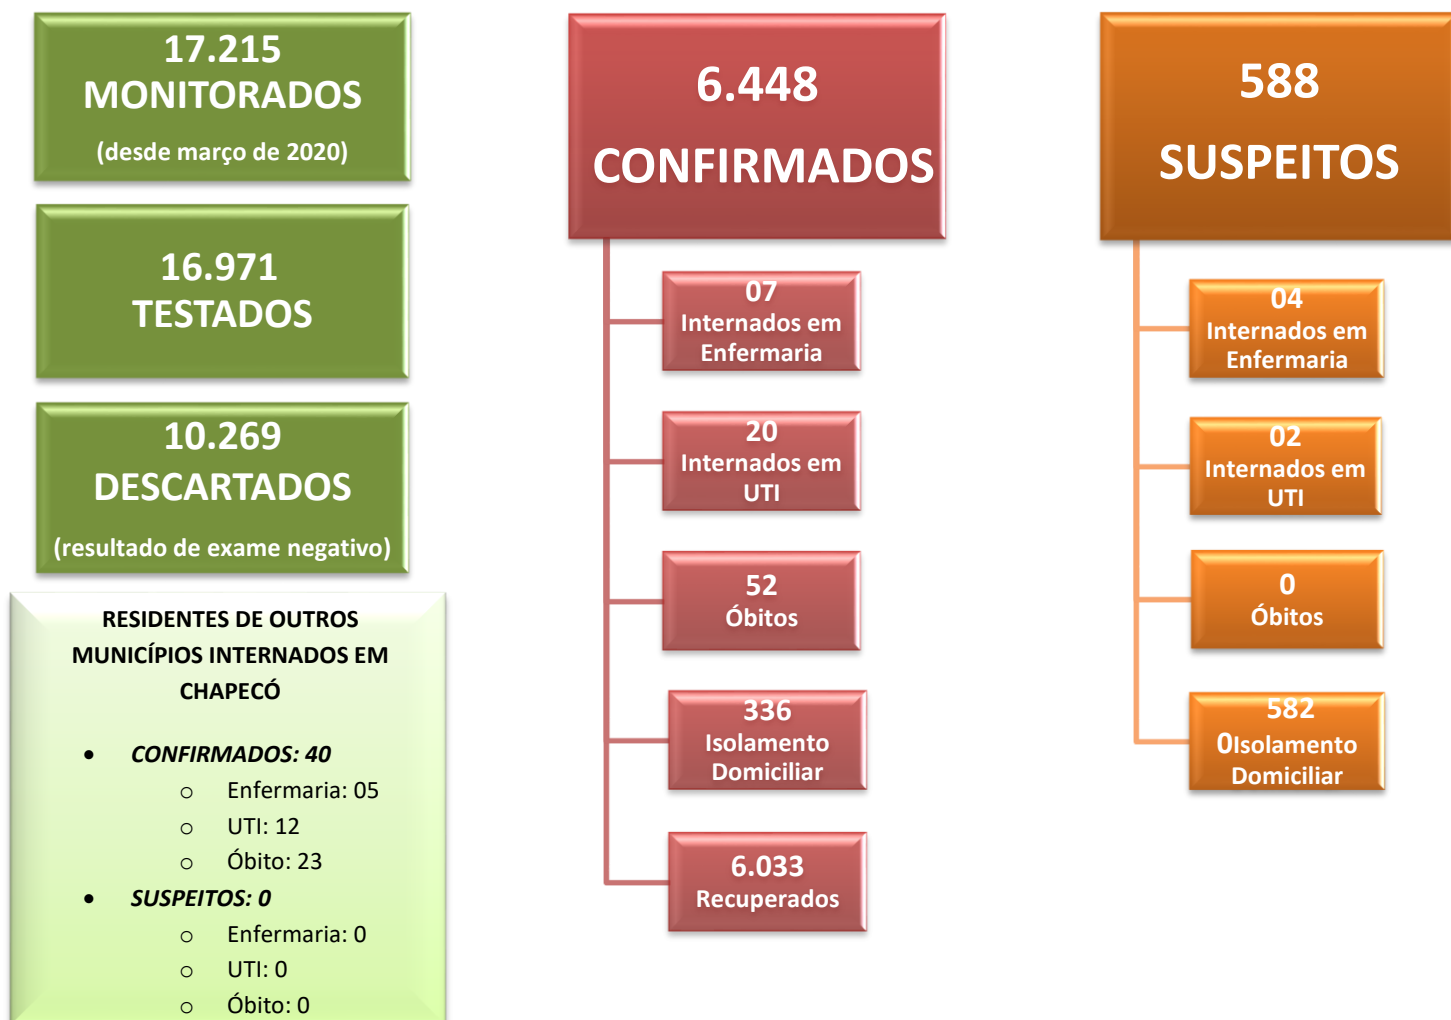 17.215
MONITORADOS
(desde março de 2020)
16.971
TESTADOS
10.269
DESCARTADOS
(resultado de exame negativo)
RESIDENTES DE OUTROS
MUNICÍPIOS INTERNADOS EM
CHAPECÓ
• CONFIRMADOS: 40
o Enfermaria: 05
o UTI: 12
o Óbito: 23
• SUSPEITOS: 0
o Enfermaria: 0
o UTI: 0
o Óbito: 0
6.448
CONFIRMADOS
07
Internados em
Enfermaria
20
Internados em
UTI
52
Óbitos
336
Isolamento
Domiciliar
6.033
Recuperados
588
SUSPEITOS
04
Internados em
Enfermaria
02
Internados em
UTI
0
Óbitos
582
0Isolamento
Domiciliar